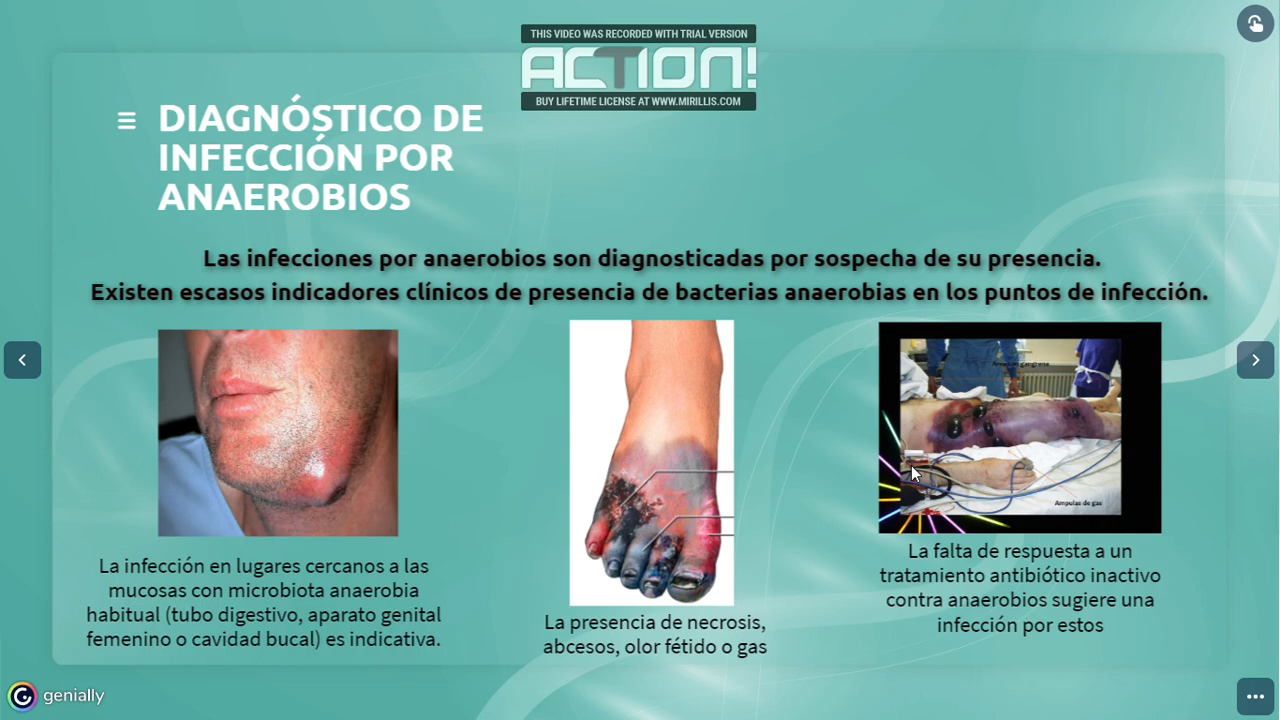 THIS VIDEO WAS RECORDED WITH TRIAL VERSION
ACTION!
BUY LIFETIME LICENSE AT WWW.MIRILLIS.COM
DIAGNÓSTICO DE
INFECCIÓN POR
ANAEROBIOS
Las infecciones por anaerobios son diagnosticadas por sospecha de su presencia.
Existen escasos indicadores clínicos de presencia de bacterias anaerobias en los puntos de infección.
La infección en lugares cercanos a las
mucosas con microbiota anaerobia
habitual (tubo digestivo, aparato genital
femenino o cavidad bucal) es indicativa.
La presencia de necrosis,
abcesos, olor fétido o gas
Ampulas de gas
La falta de respuesta a un
tratamiento antibiótico inactivo
contra anaerobios sugiere una
infección por estos
genially